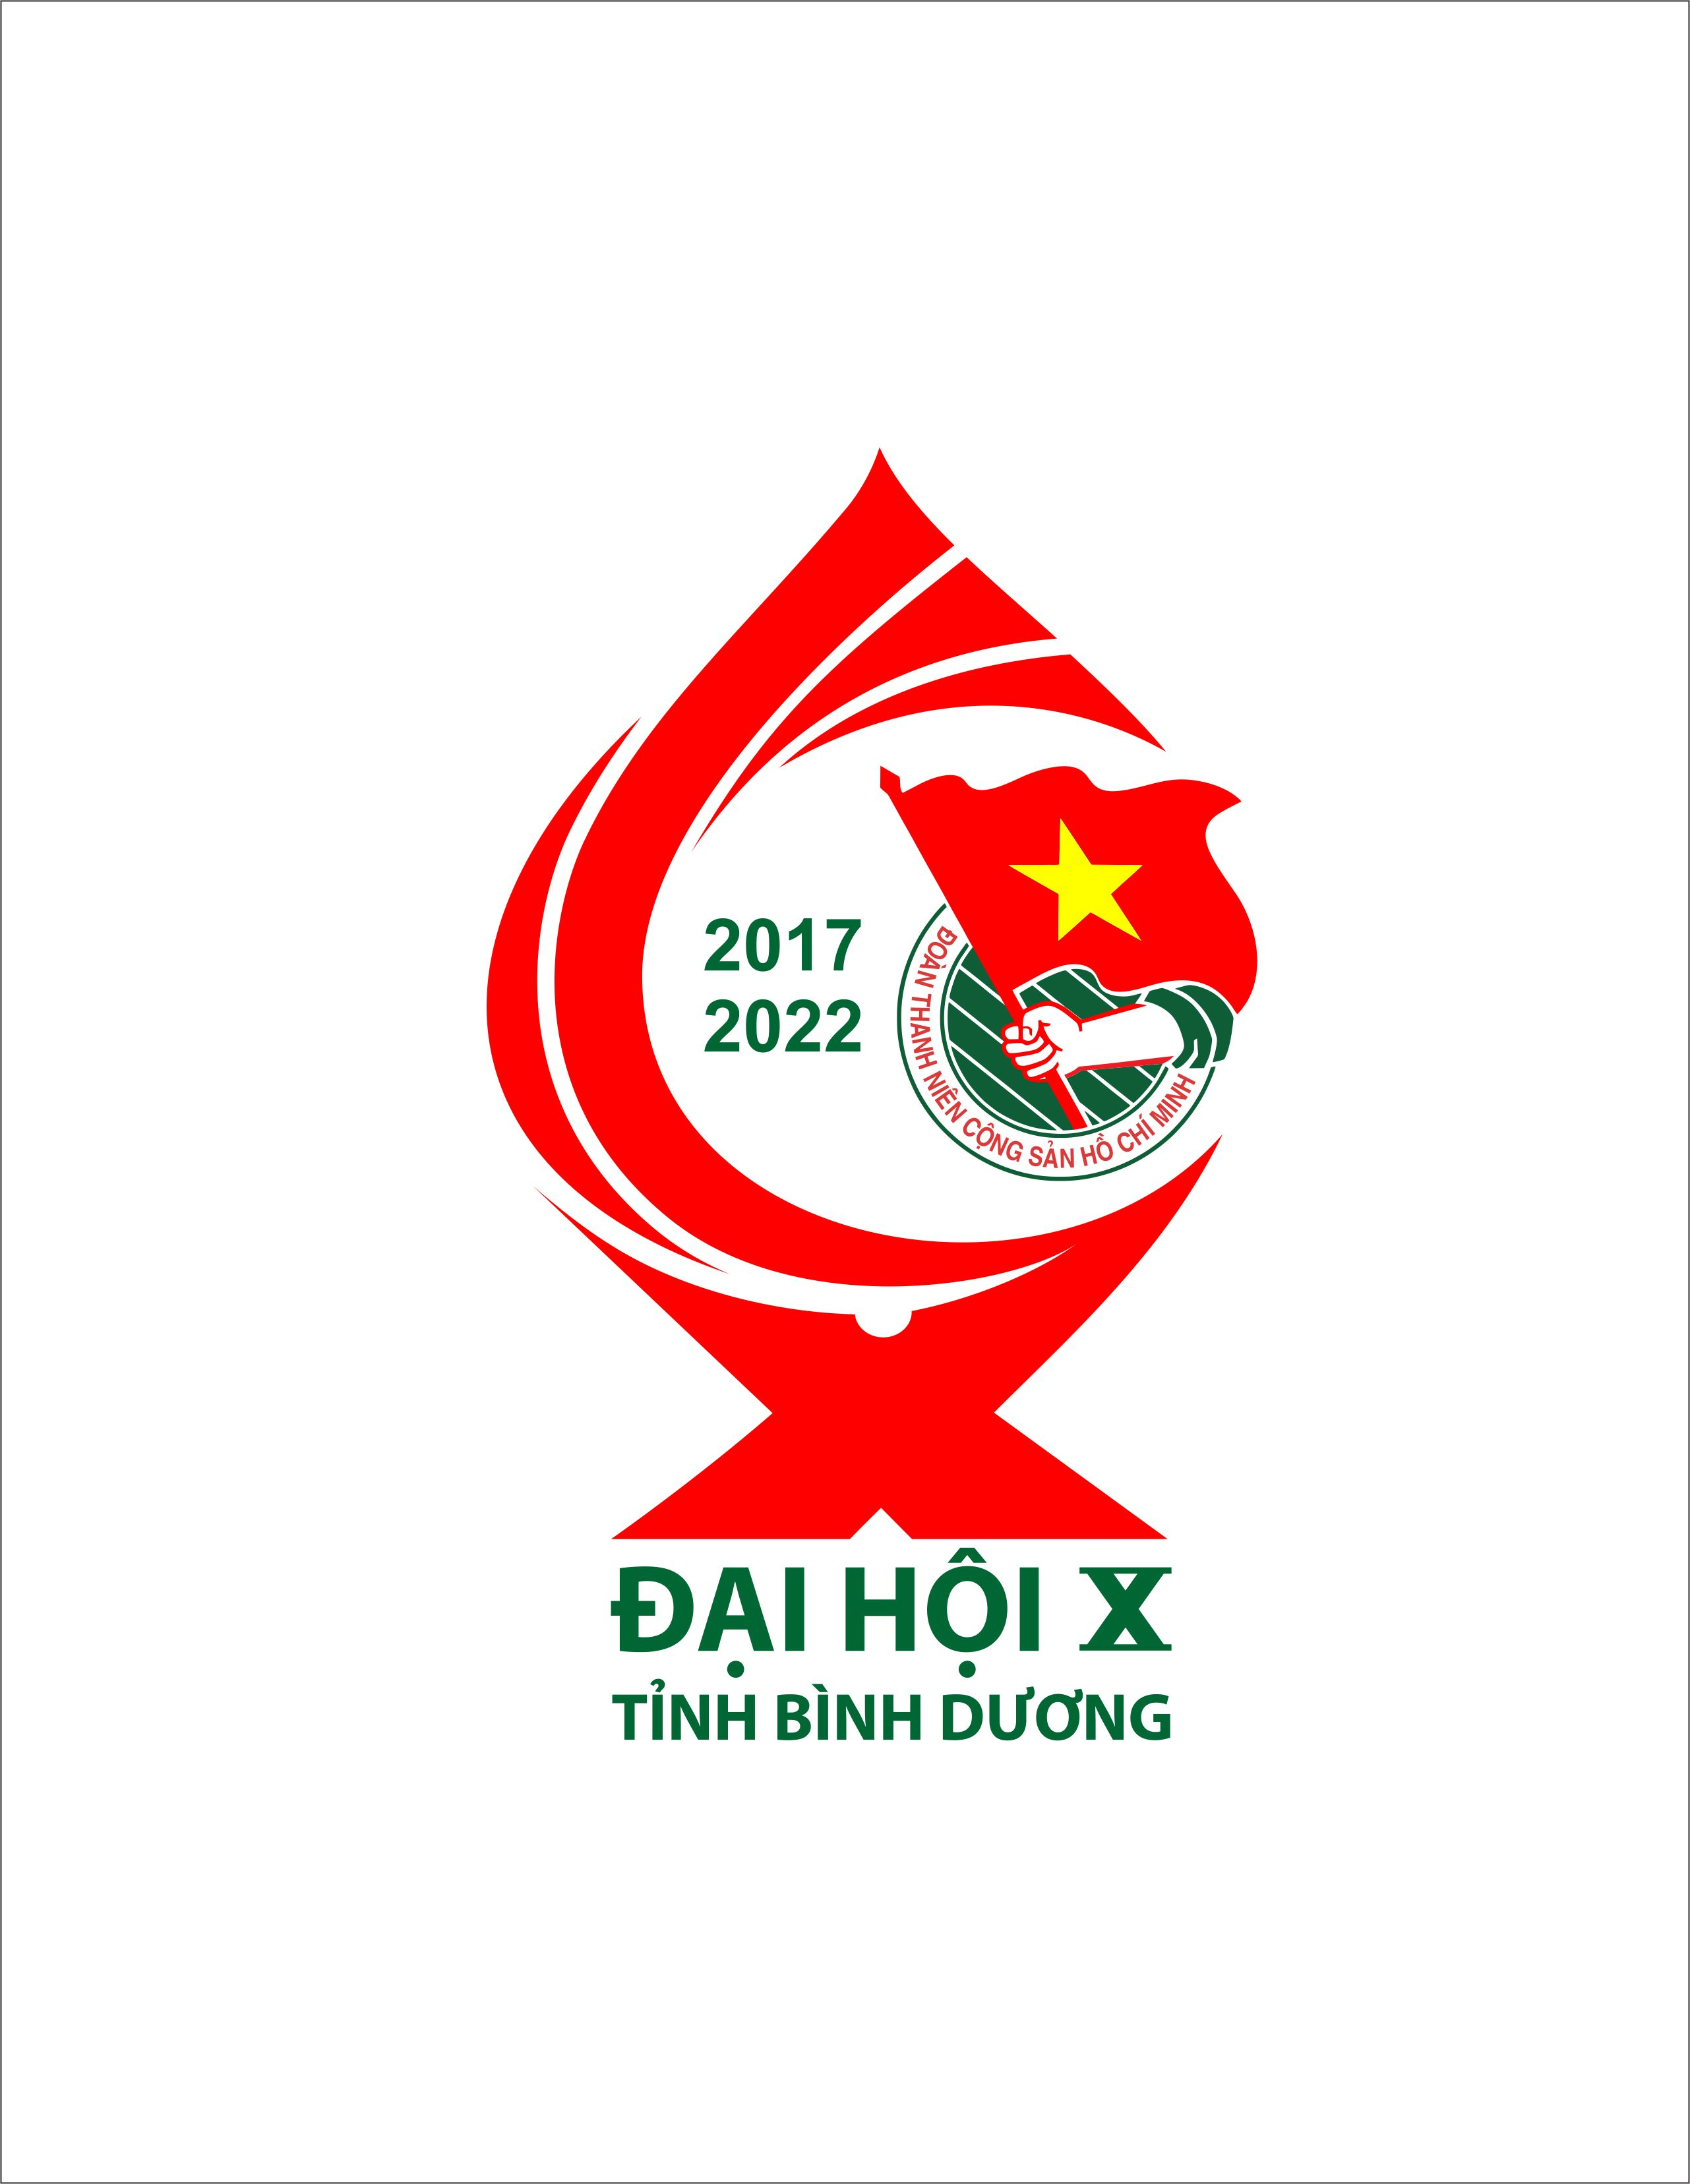 2017
2022
ĐOÀN THANH NIÊN CỘNG SẢN HỒ CHÍ MINH
ĐẠI HỘI X
TỈNH BÌNH DƯƠNG